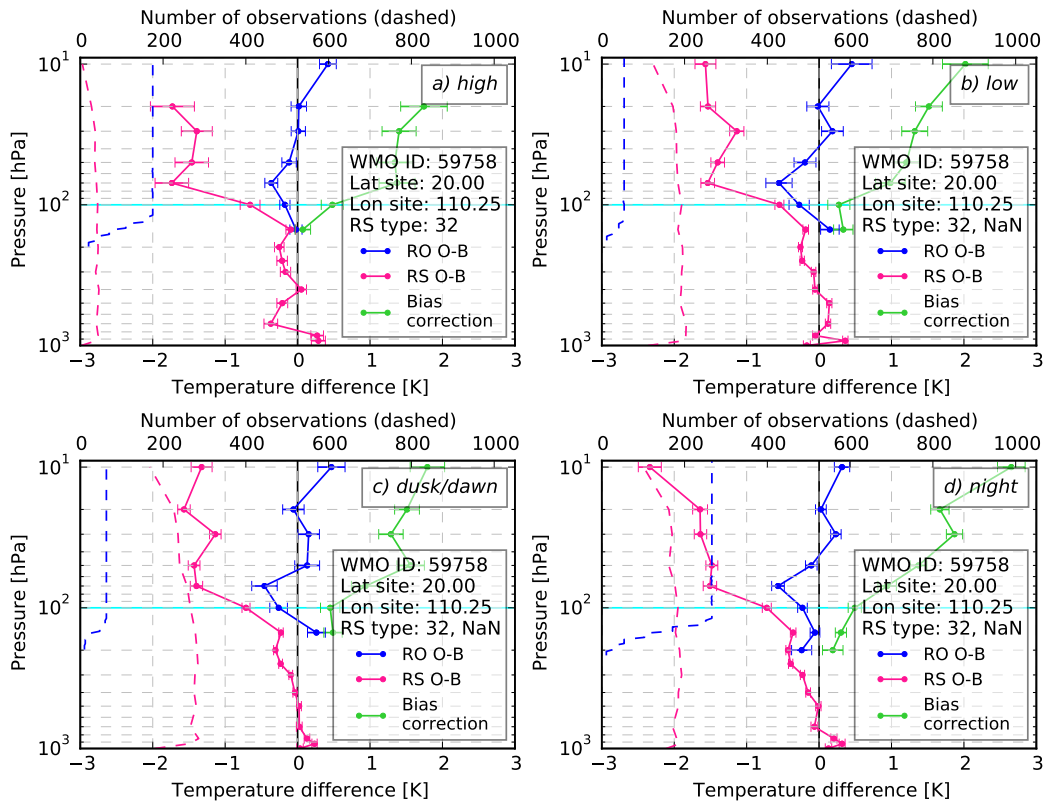 Number of observations (dashed)
0 200 400 600 800 1000
10¹
a) high
WMO ID: 59758
Lat site: 20.00
10²
Lon site: 110.25
RS type: 32
RO O-B
RS O-B
Bias
correction
10³
Pressure [hPa]
−3 −2 −1 0 1 2 3
Temperature difference [K]
Number of observations (dashed)
0 200 400 600 800 1000
10¹
b) low
WMO ID: 59758
Lat site: 20.00
10²
Lon site: 110.25
RS type: 32, NaN
RO O-B
RS O-B
Bias
correction
10³
Pressure [hPa]
−3 −2 −1 0 1 2 3
Temperature difference [K]
Number of observations (dashed)
0 200 400 600 800 1000
10¹
c) dusk/dawn
WMO ID: 59758
Lat site: 20.00
10²
Lon site: 110.25
RS type: 32, NaN
RO O-B
RS O-B
Bias
correction
10³
Pressure [hPa]
−3 −2 −1 0 1 2 3
Temperature difference [K]
Number of observations (dashed)
0 200 400 600 800 1000
10¹
d) night
WMO ID: 59758
Lat site: 20.00
10²
Lon site: 110.25
RS type: 32, NaN
RO O-B
RS O-B
Bias
correction
10³
Pressure [hPa]
−3 −2 −1 0 1 2 3
Temperature difference [K]